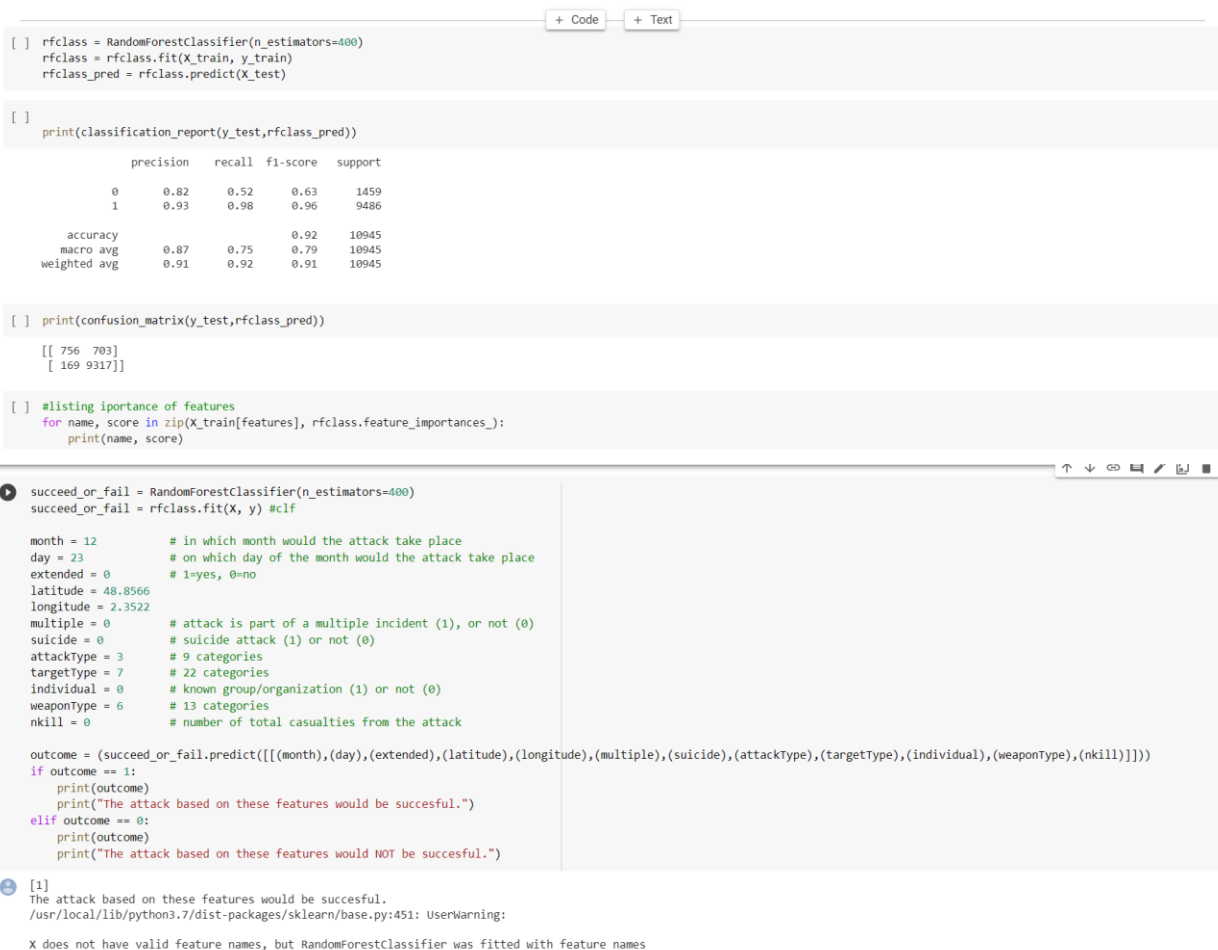 + Code + Text
[ ] rfclass = RandomForestClassifier(n_estimators=400)
rfclass = rfclass.fit(X_train, y_train)
rfclass_pred = rfclass.predict(X_test)
[ ]
print(classification_report(y_test,rfclass_pred))
precision recall f1-score support
0 0.82 0.52 0.63 1459
1 0.93 0.98 0.96 9486
accuracy 0.92 10945
macro avg 0.87 0.75 0.79 10945
weighted avg 0.91 0.92 0.91 10945
[ ] print(confusion_matrix(y_test,rfclass_pred))
[[ 756 703]
[ 169 9317]]
[ ] #listing iportance of features
for name, score in zip(X_train[features], rfclass.feature_importances_):
print(name, score)
succeed_or_fail = RandomForestClassifier(n_estimators=400)
succeed_or_fail = rfclass.fit(X, y) #clf
month = 12 # in which month would the attack take place
day = 23 # on which day of the month would the attack take place
extended = 0 # 1=yes, 0=no
latitude = 48.8566
longitude = 2.3522
multiple = 0 # attack is part of a multiple incident (1), or not (0)
suicide = 0 # suicide attack (1) or not (0)
attackType = 3 # 9 categories
targetType = 7 # 22 categories
individual = 0 # known group/organization (1) or not (0)
weaponType = 6 # 13 categories
nkill = 0 # number of total casualties from the attack
outcome = (succeed_or_fail.predict([[(month),(day),(extended),(latitude),(longitude),(multiple),(suicide),(attackType),(targetType),(individual),(weaponType),(nkill)]]))
if outcome == 1:
print(outcome)
print("The attack based on these features would be succesful.")
elif outcome == 0:
print(outcome)
print("The attack based on these features would NOT be succesful.")
[1]
The attack based on these features would be succesful.
/usr/local/lib/python3.7/dist-packages/sklearn/base.py:451: UserWarning:
X does not have valid feature names, but RandomForestClassifier was fitted with feature names